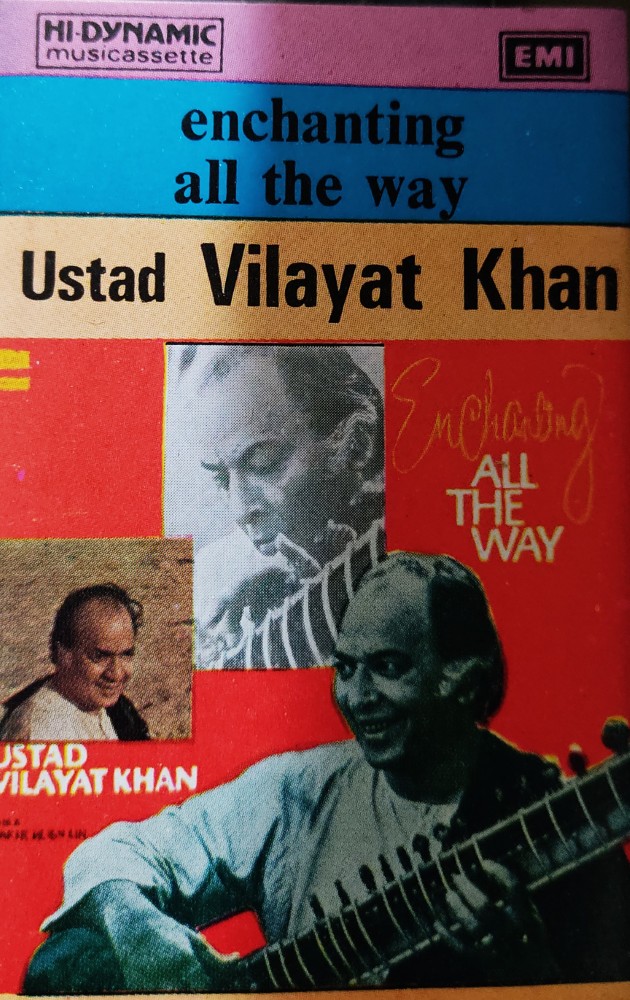 HI-DYNAMIC
musicassette
EMI
enchanting
all the way
Ustad Vilayat Khan
Enchanting
ALL
THE
WAY
USTAD
VILAYAT KHAN